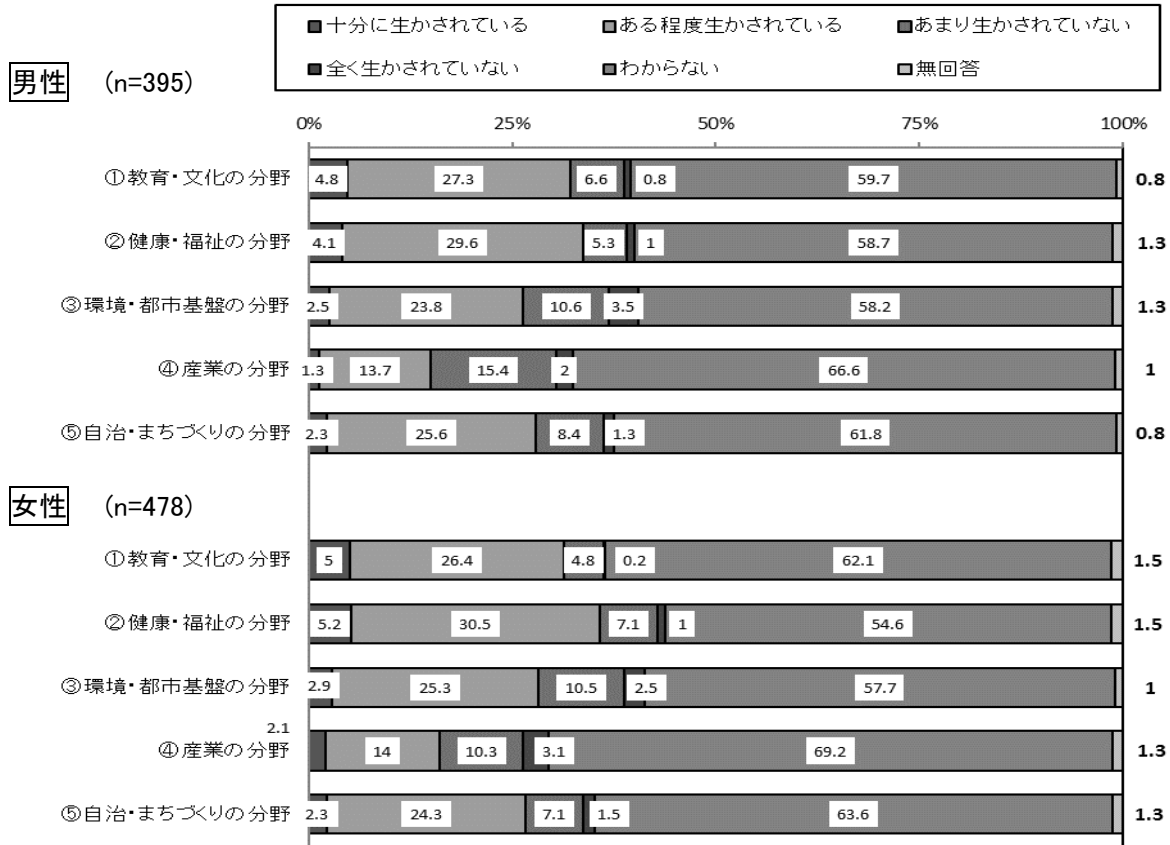 ■十分に生かされている ■ある程度生かされている ■あまり生かされていない
■全く生かされていない ■わからない ■無回答
男性 (n=395)
0% 25% 50% 75% 100%
①教育・文化の分野 4.8 27.3 6.6 0.8 59.7 0.8
②健康・福祉の分野 4.1 29.6 5.3 1 58.7 1.3
③環境・都市基盤の分野 2.5 23.8 10.6 3.5 58.2 1.3
④産業の分野 1.3 13.7 15.4 2 66.6 1
⑤自治・まちづくりの分野 2.3 25.6 8.4 1.3 61.8 0.8
女性 (n=478)
①教育・文化の分野 5 26.4 4.8 0.2 62.1 1.5
②健康・福祉の分野 5.2 30.5 7.1 1 54.6 1.5
③環境・都市基盤の分野 2.9 25.3 10.5 2.5 57.7 1
④産業の分野 2.1 14 10.3 3.1 69.2 1.3
⑤自治・まちづくりの分野 2.3 24.3 7.1 1.5 63.6 1.3